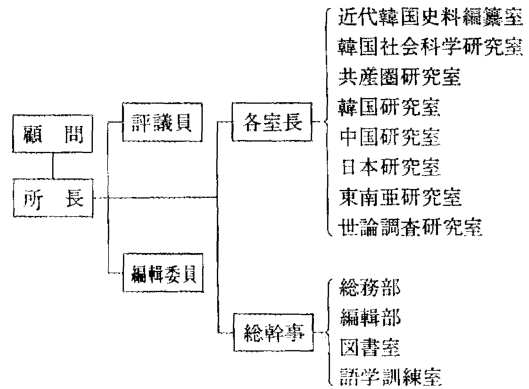 顧問
所長
評議員
編輯委員
各室長
近代韓国史料編纂室
韓国社会科学研究室
共産圏研究室
韓国研究室
中国研究室
日本研究室
東南亜研究室
世論調査研究室
総幹事
総務部
編輯部
図書室
語学訓練室